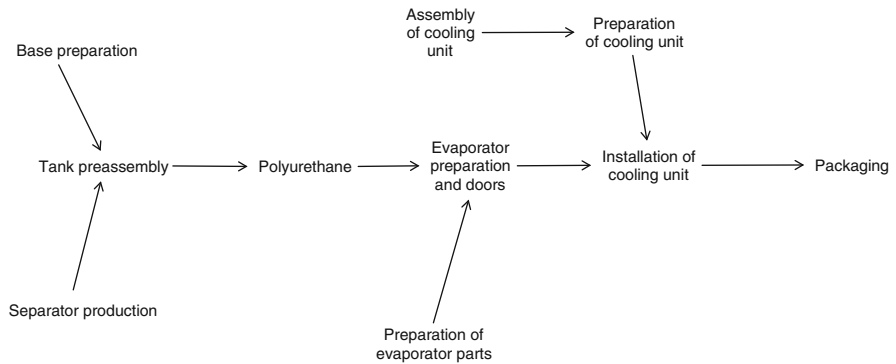 Assembly
of cooling
unit
Preparation
of cooling unit
Base preparation
Tank preassembly
Polyurethane
Evaporator
preparation
and doors
Installation of
cooling unit
Packaging
Separator production
Preparation of
evaporator parts